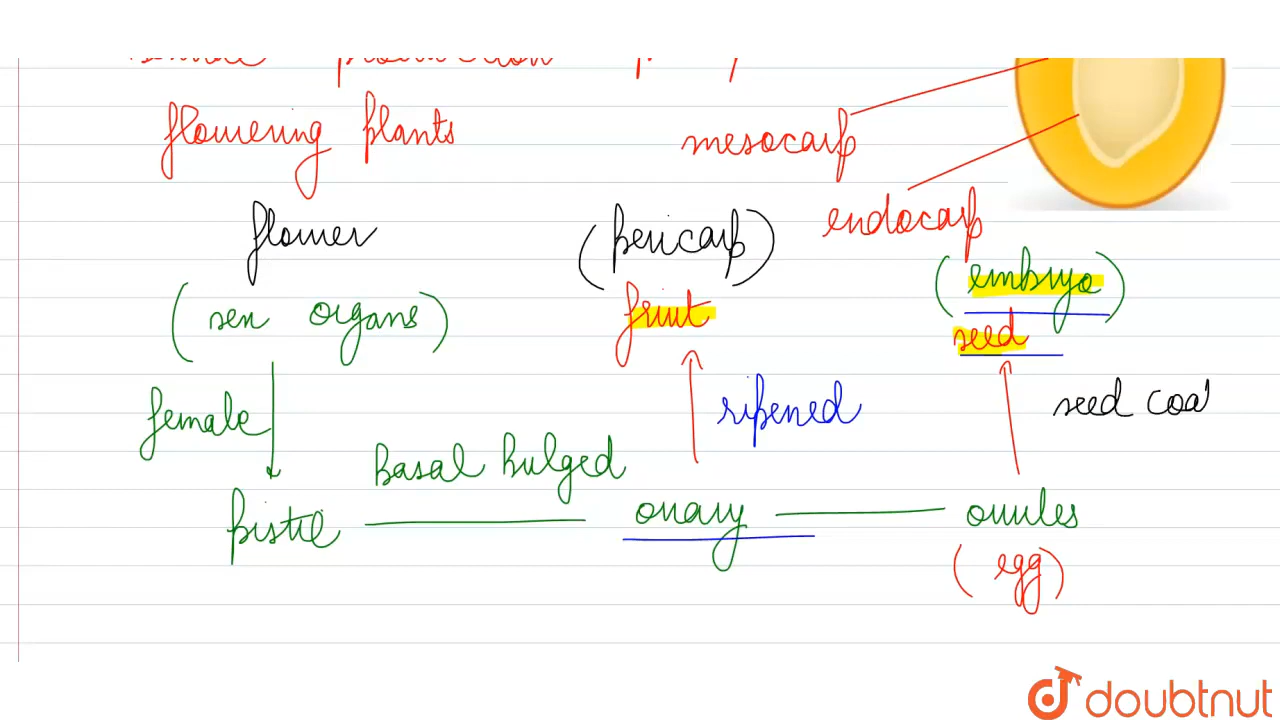 flowering plants
mesocarp
endocarp
flower
(pericarp)
(embryo)
(sex organs)
fruit
seed
female
ripened
seed coat
basal bulged
pistil
ovary
ovules
(egg)
doubtnut